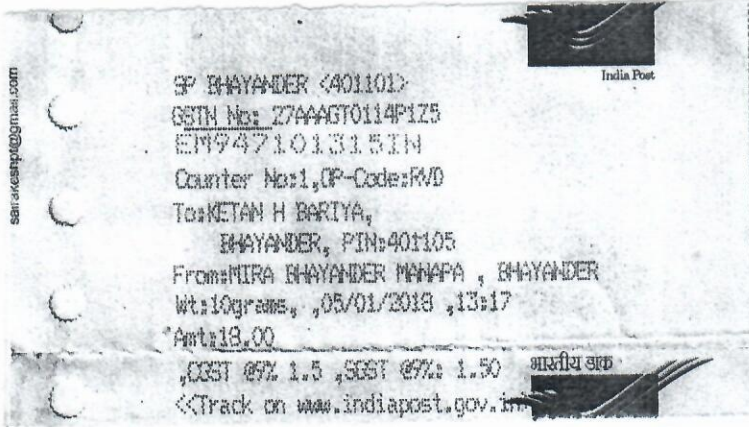 India Post
SP BHAYANDER <401101>
GSTN No: 27AAAGT0114P1Z5
EM947101315IN
Counter No:1,OP-Code:RVD
To:KETAN H BARIYA,
BHAYANDER, PIN:401105
From:MIRA BHAYANDER MANAPA , BHAYANDER
Wt:10grams, ,05/01/2018 ,13:17
Amt:18.00
,CGST @9% 1.5 ,SGST @9%: 1.50
भारतीय डाक
<<Track on www.indiapost.gov.in